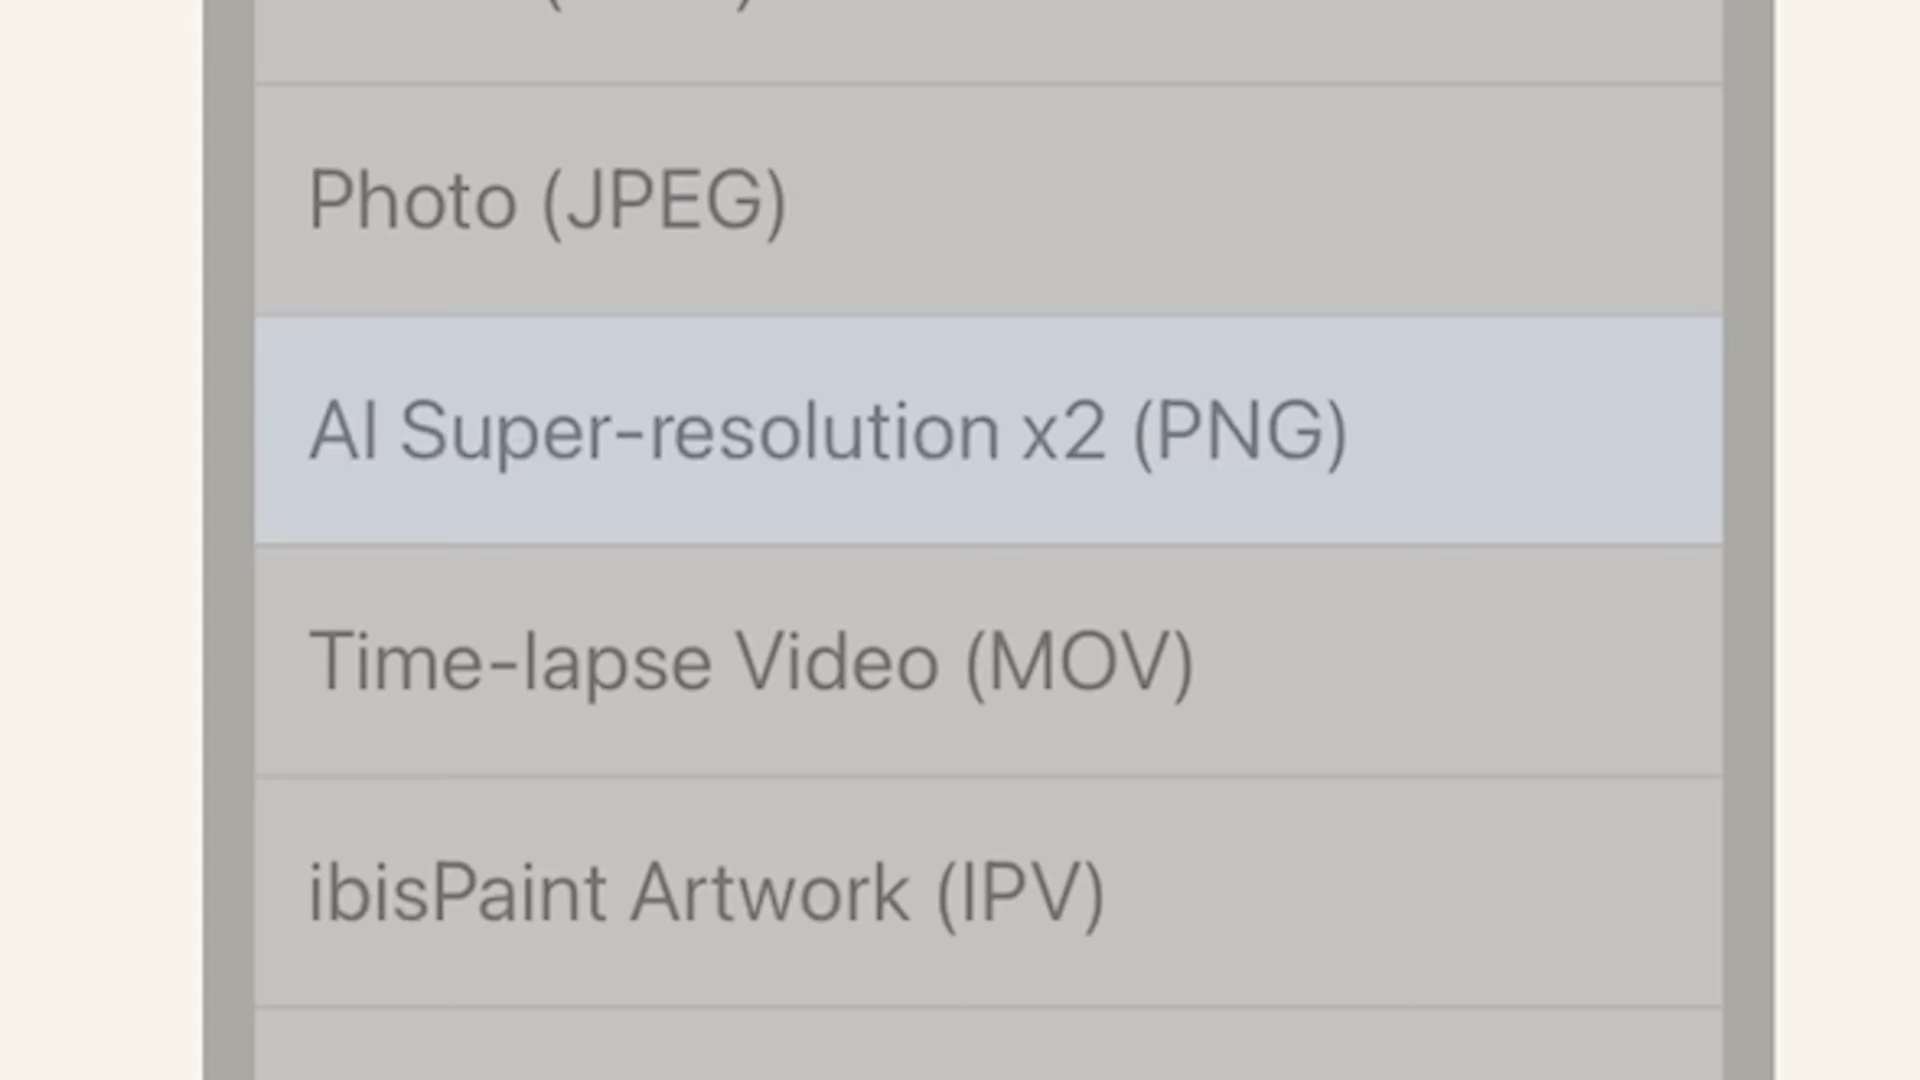 Photo (JPEG)
AI Super-resolution x2 (PNG)
Time-lapse Video (MOV)
ibisPaint Artwork (IPV)